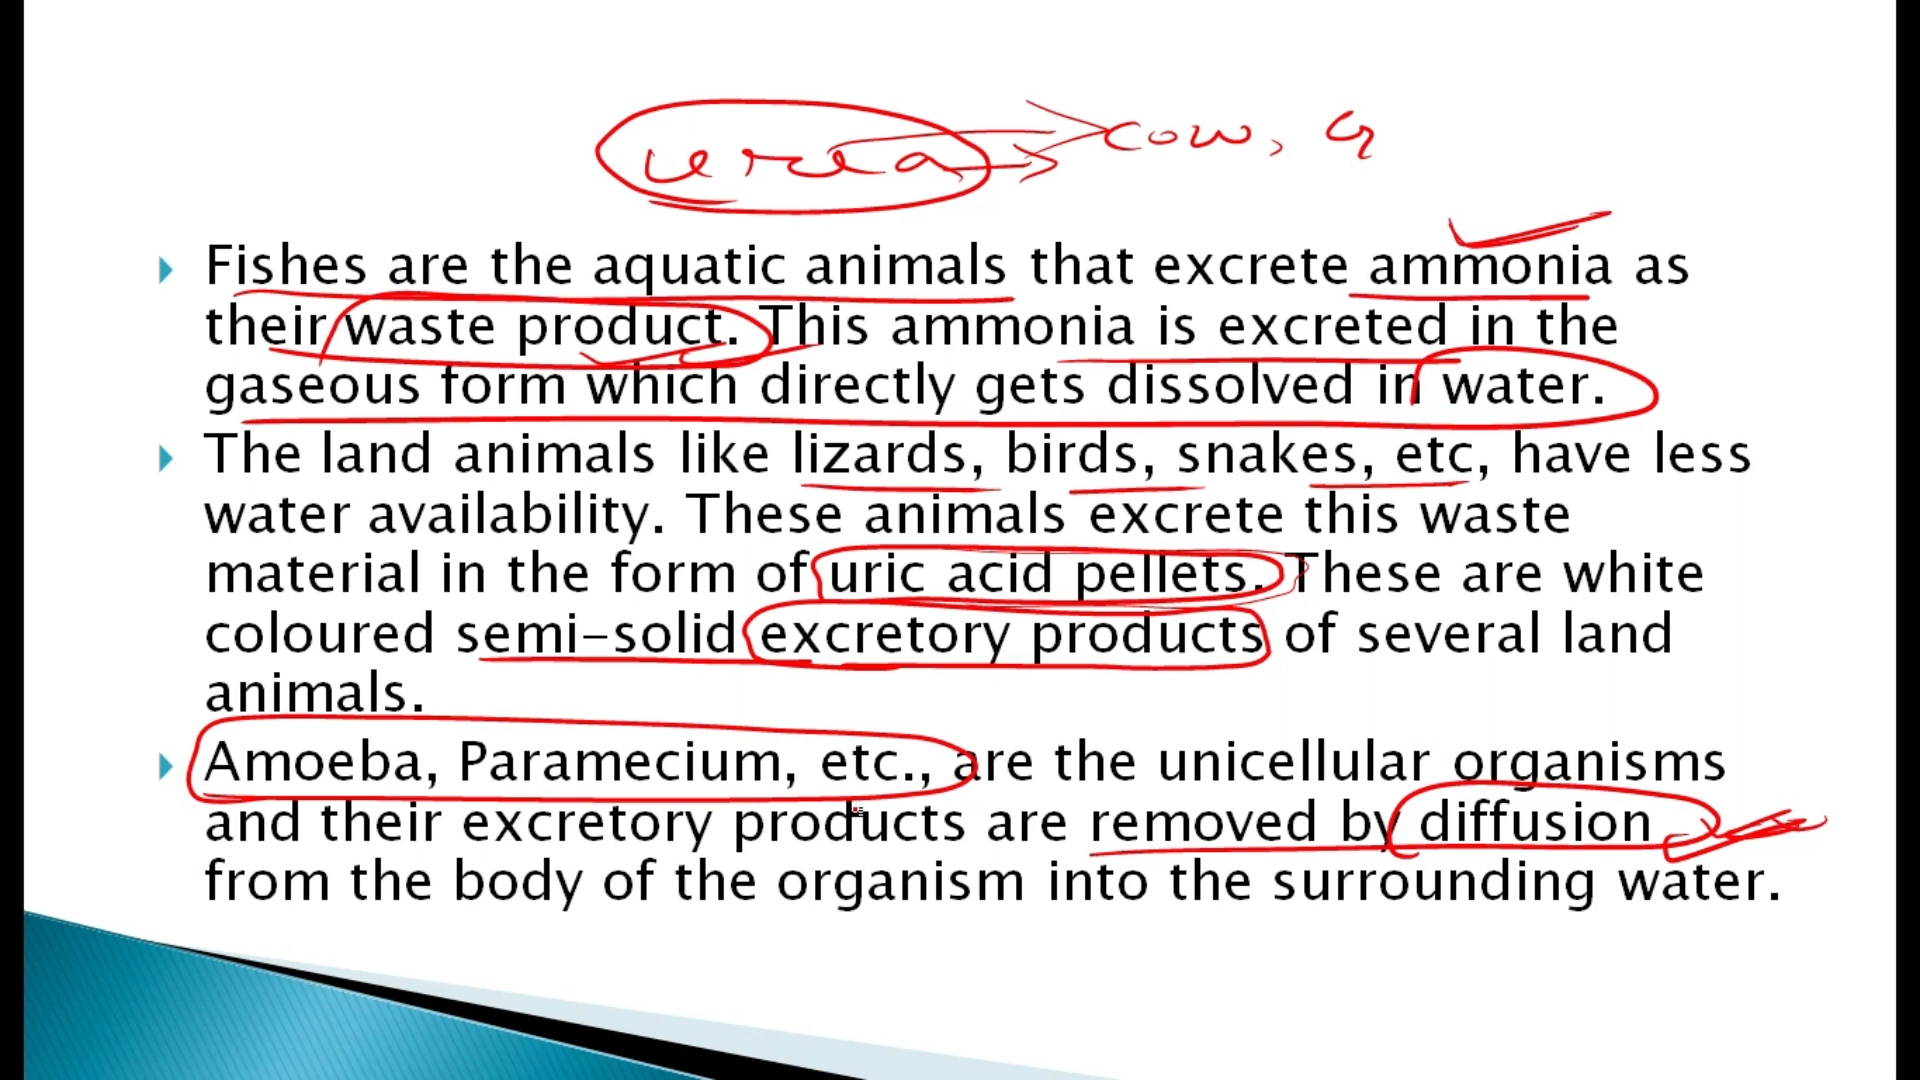 urea cow,
Fishes are the aquatic animals that excrete ammonia as
their waste product. This ammonia is excreted in the
gaseous form which directly gets dissolved in water.
The land animals like lizards, birds, snakes, etc, have less
water availability. These animals excrete this waste
material in the form of uric acid pellets. These are white
coloured semi-solid excretory products of several land
animals.
Amoeba, Paramecium, etc., are the unicellular organisms
and their excretory products are removed by diffusion
from the body of the organism into the surrounding water.